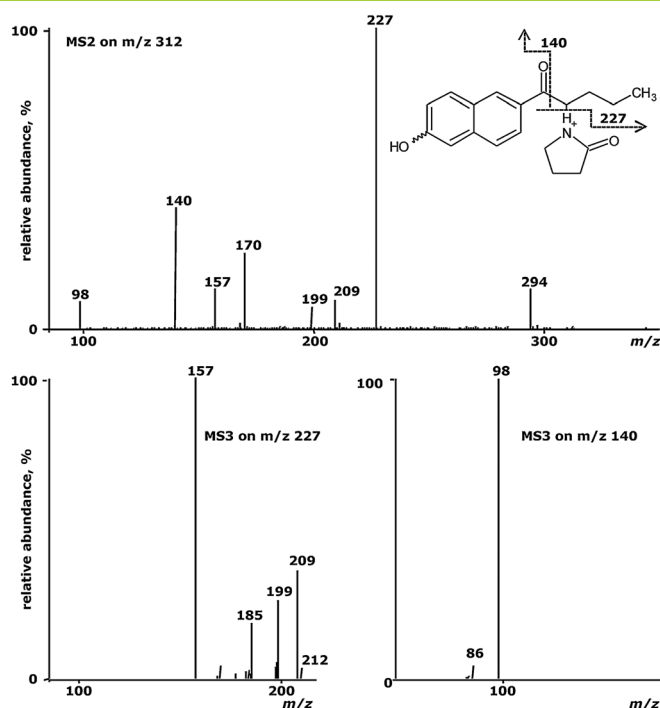 100
MS2 on m/z 312
relative abundance, %
227
140
O
CH₃
H
+
227
N
O
HO
140
170
157
98
199
209
294
0
100
200
300
m/z
157
100
MS3 on m/z 227
relative abundance, %
209
199
185
212
0
100
200
m/z
98
100
MS3 on m/z 140
86
0
100
m/z